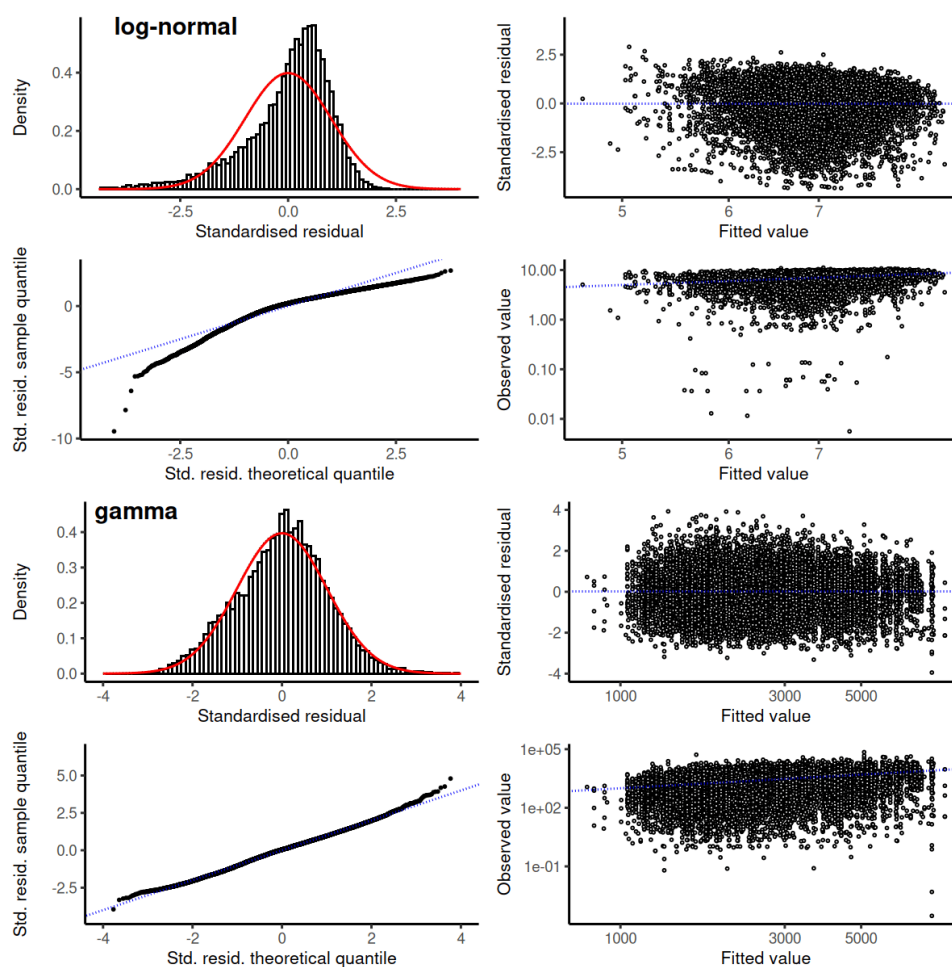 log-normal
Density
0.4
0.2
0.0
-2.5
0.0
2.5
Standardised residual
Standardised residual
2.5
0.0
-2.5
5
6
7
Fitted value
Std. resid. sample quantile
0
-5
-10
-2.5
0.0
2.5
Std. resid. theoretical quantile
Observed value
10.00
1.00
0.10
0.01
5
6
7
Fitted value
gamma
Density
0.4
0.3
0.2
0.1
0.0
-4
-2
0
2
4
Standardised residual
Standardised residual
4
2
0
-2
-4
1000
3000
5000
Fitted value
Std. resid. sample quantile
5.0
2.5
0.0
-2.5
-4
-2
0
2
4
Std. resid. theoretical quantile
Observed value
1e+05
1e+02
1e-01
1000
3000
5000
Fitted value